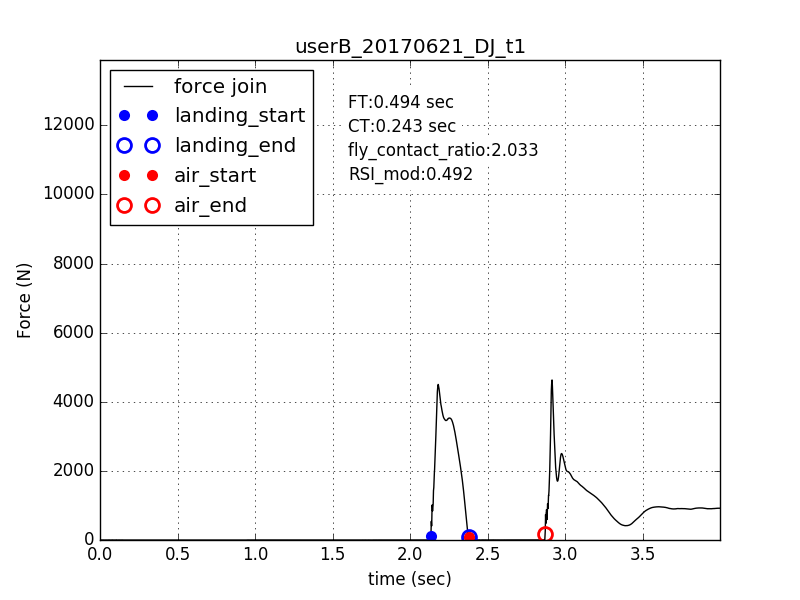 userB_20170621_DJ_t1
force join
landing_start
landing_end
air_start
air_end
FT:0.494 sec
CT:0.243 sec
fly_contact_ratio:2.033
RSI_mod:0.492
Force (N)
12000
10000
8000
6000
4000
2000
0
0.0 0.5 1.0 1.5 2.0 2.5 3.0 3.5
time (sec)